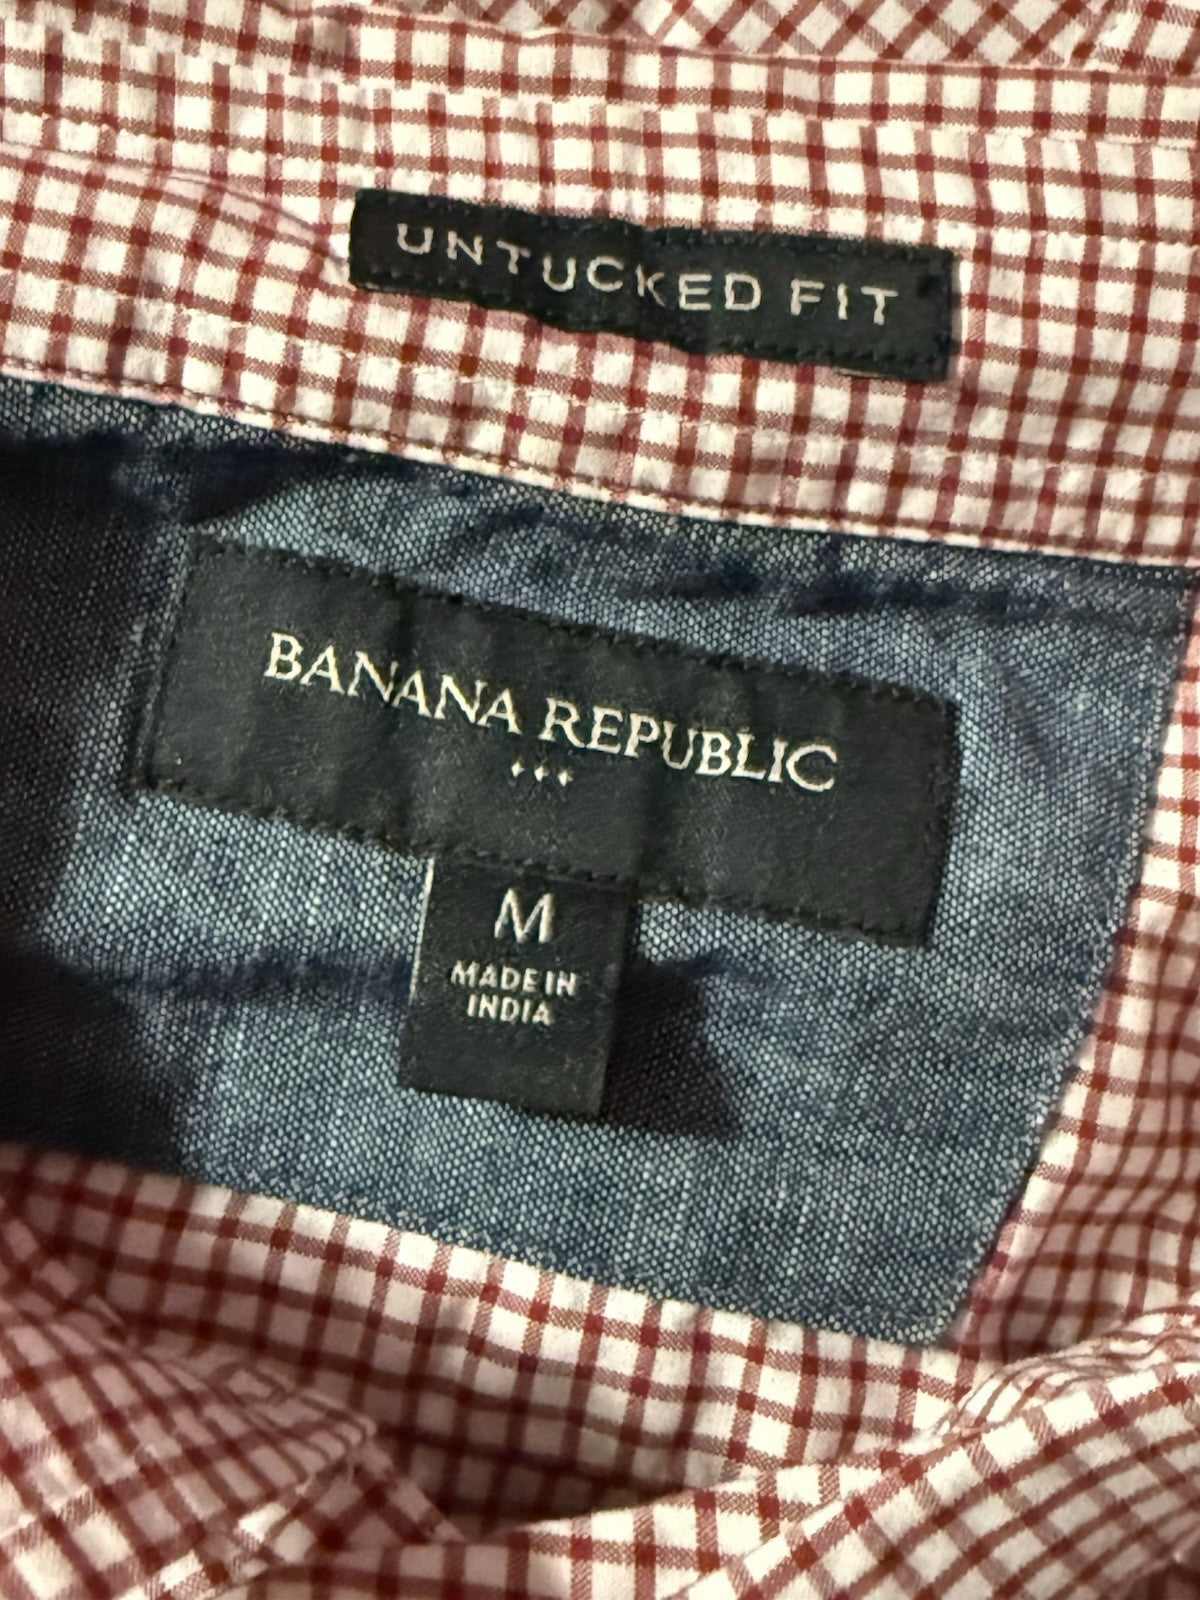 UNTUCKED FIT
BANANA REPUBLIC
M
MADE IN
INDIA